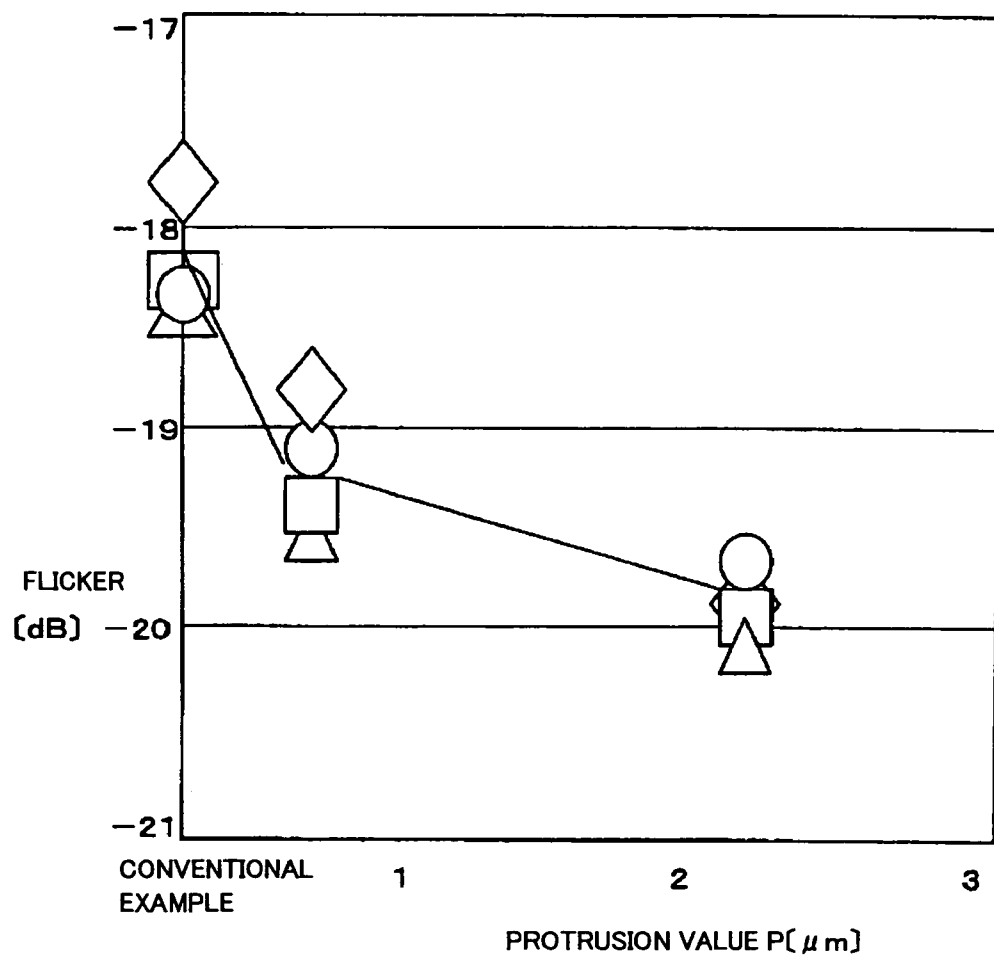 −17
−18
−19
FLICKER
[dB] −20
−21
CONVENTIONAL 1 2 3
EXAMPLE
PROTRUSION VALUE P[μm]